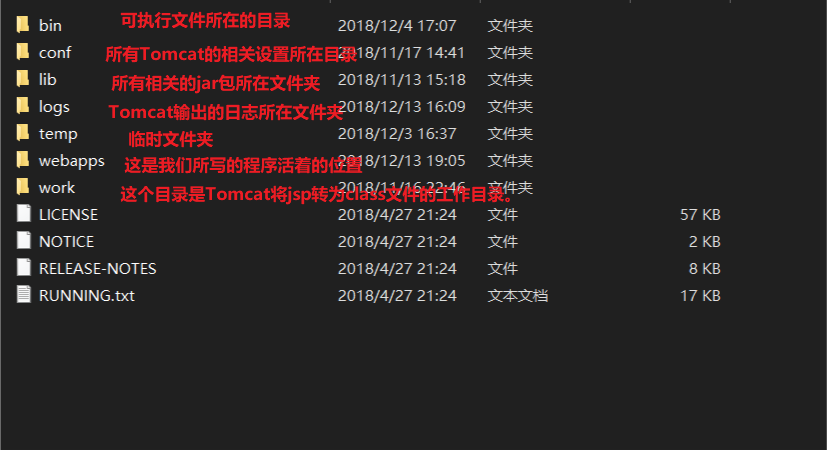 bin 可执行文件所在的目录 2018/12/4 17:07 文件夹
conf 所有Tomcat的相关设置所在目录 2018/11/17 14:41 文件夹
lib 所有相关的jar包所在文件夹 2018/11/13 15:18 文件夹
logs Tomcat输出的日志所在文件夹 2018/12/13 16:09 文件夹
temp 临时文件夹 2018/12/3 16:37 文件夹
webapps 这是我们所写的程序活着的位置 2018/12/13 19:05 文件夹
work 这个目录是Tomcat将jsp转为class文件的工作目录。 2018/11/16 22:46 文件夹
LICENSE 2018/4/27 21:24 文件 57 KB
NOTICE 2018/4/27 21:24 文件 2 KB
RELEASE-NOTES 2018/4/27 21:24 文件 8 KB
RUNNING.txt 2018/4/27 21:24 文本文档 17 KB